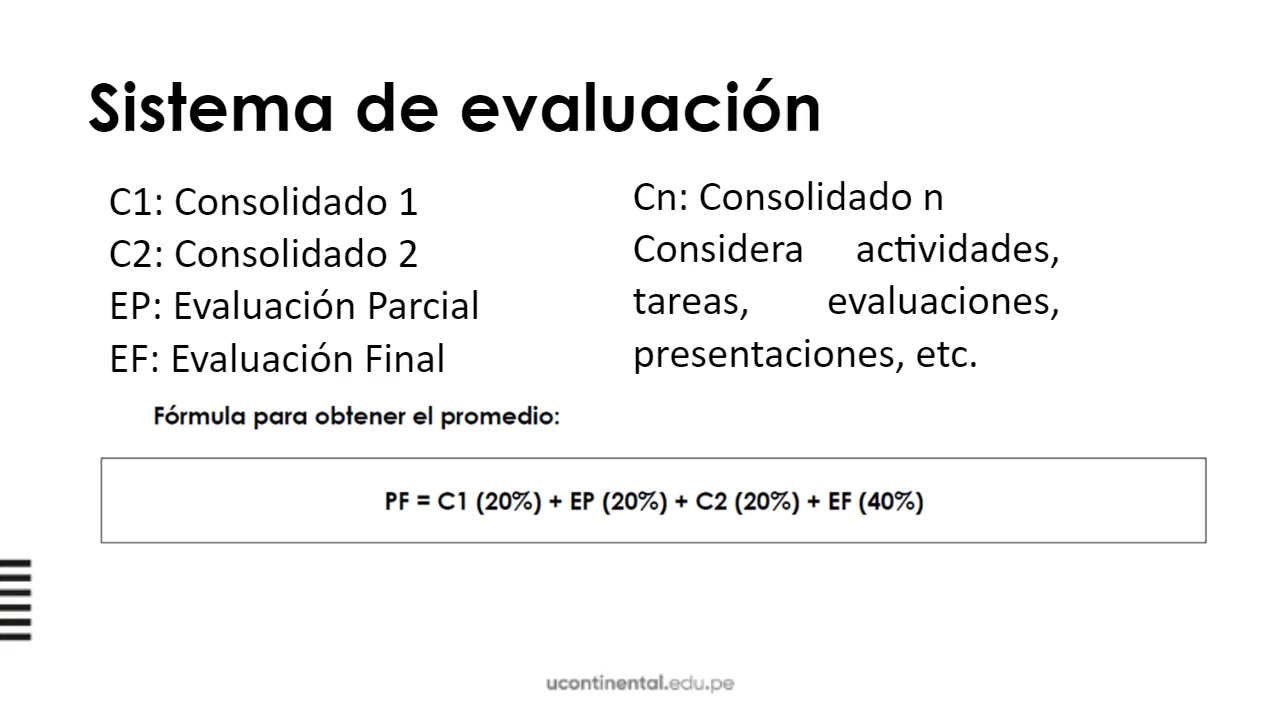 Sistema de evaluación
C1: Consolidado 1
C2: Consolidado 2
EP: Evaluación Parcial
EF: Evaluación Final
Cn: Consolidado n
Considera actividades,
tareas, evaluaciones,
presentaciones, etc.
Fórmula para obtener el promedio:
PF = C1 (20%) + EP (20%) + C2 (20%) + EF (40%)
ucontinental.edu.pe